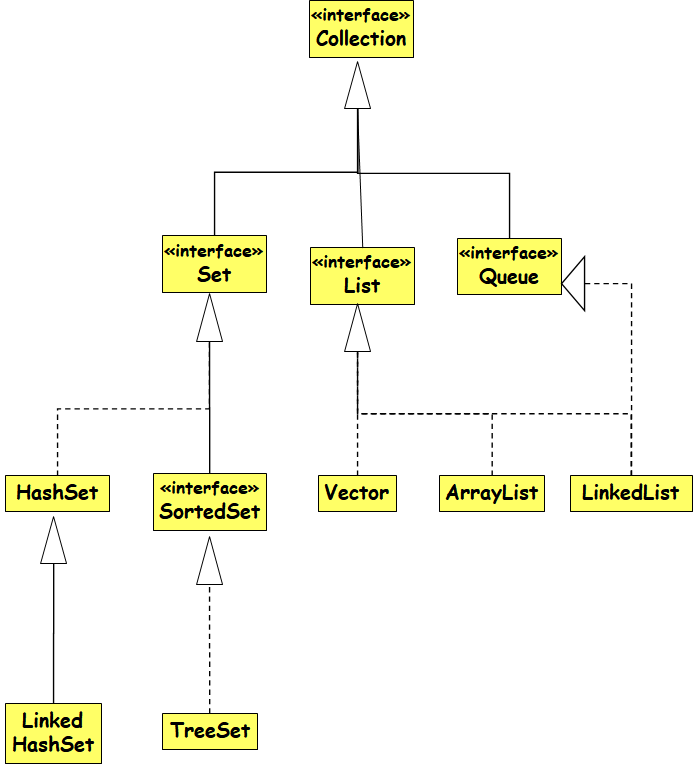 «interface»
Collection
«interface»
Set
«interface»
List
«interface»
Queue
HashSet
«interface»
SortedSet
Vector
ArrayList
LinkedList
Linked
HashSet
TreeSet